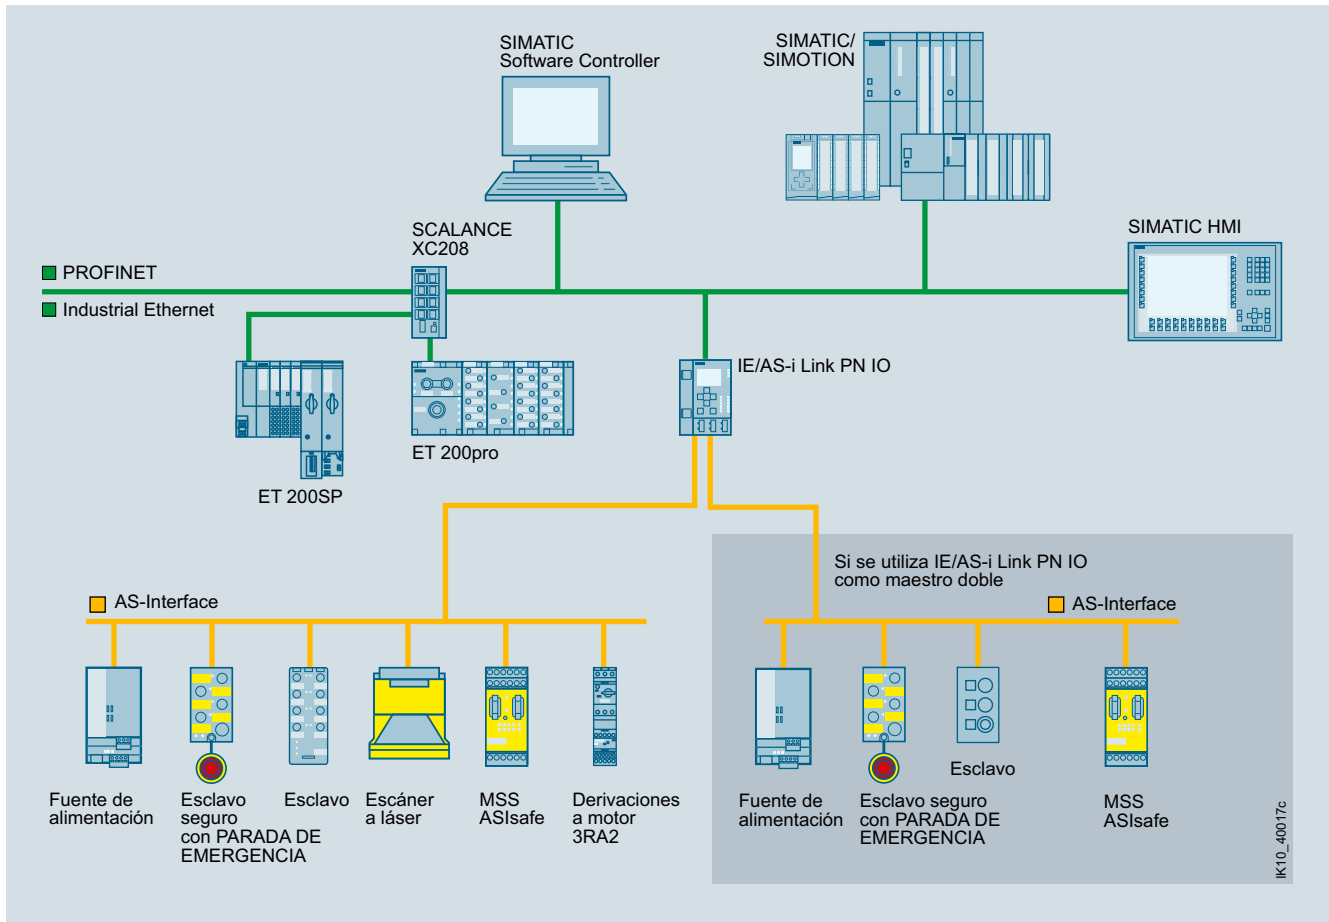 SIMATIC
Software Controller
SIMATIC/
SIMOTION
SCALANCE
XC208
SIMATIC HMI
PROFINET
Industrial Ethernet
IE/AS-i Link PN IO
ET 200pro
ET 200SP
Si se utiliza IE/AS-i Link PN IO
como maestro doble
AS-Interface
AS-Interface
Fuente de
alimentación
Esclavo
seguro
con PARADA DE
EMERGENCIA
Esclavo
Escáner
a láser
MSS
ASIsafe
Derivaciones
a motor
3RA2
Fuente de
alimentación
Esclavo seguro
con PARADA DE
EMERGENCIA
Esclavo
MSS
ASIsafe
IK10_40017c